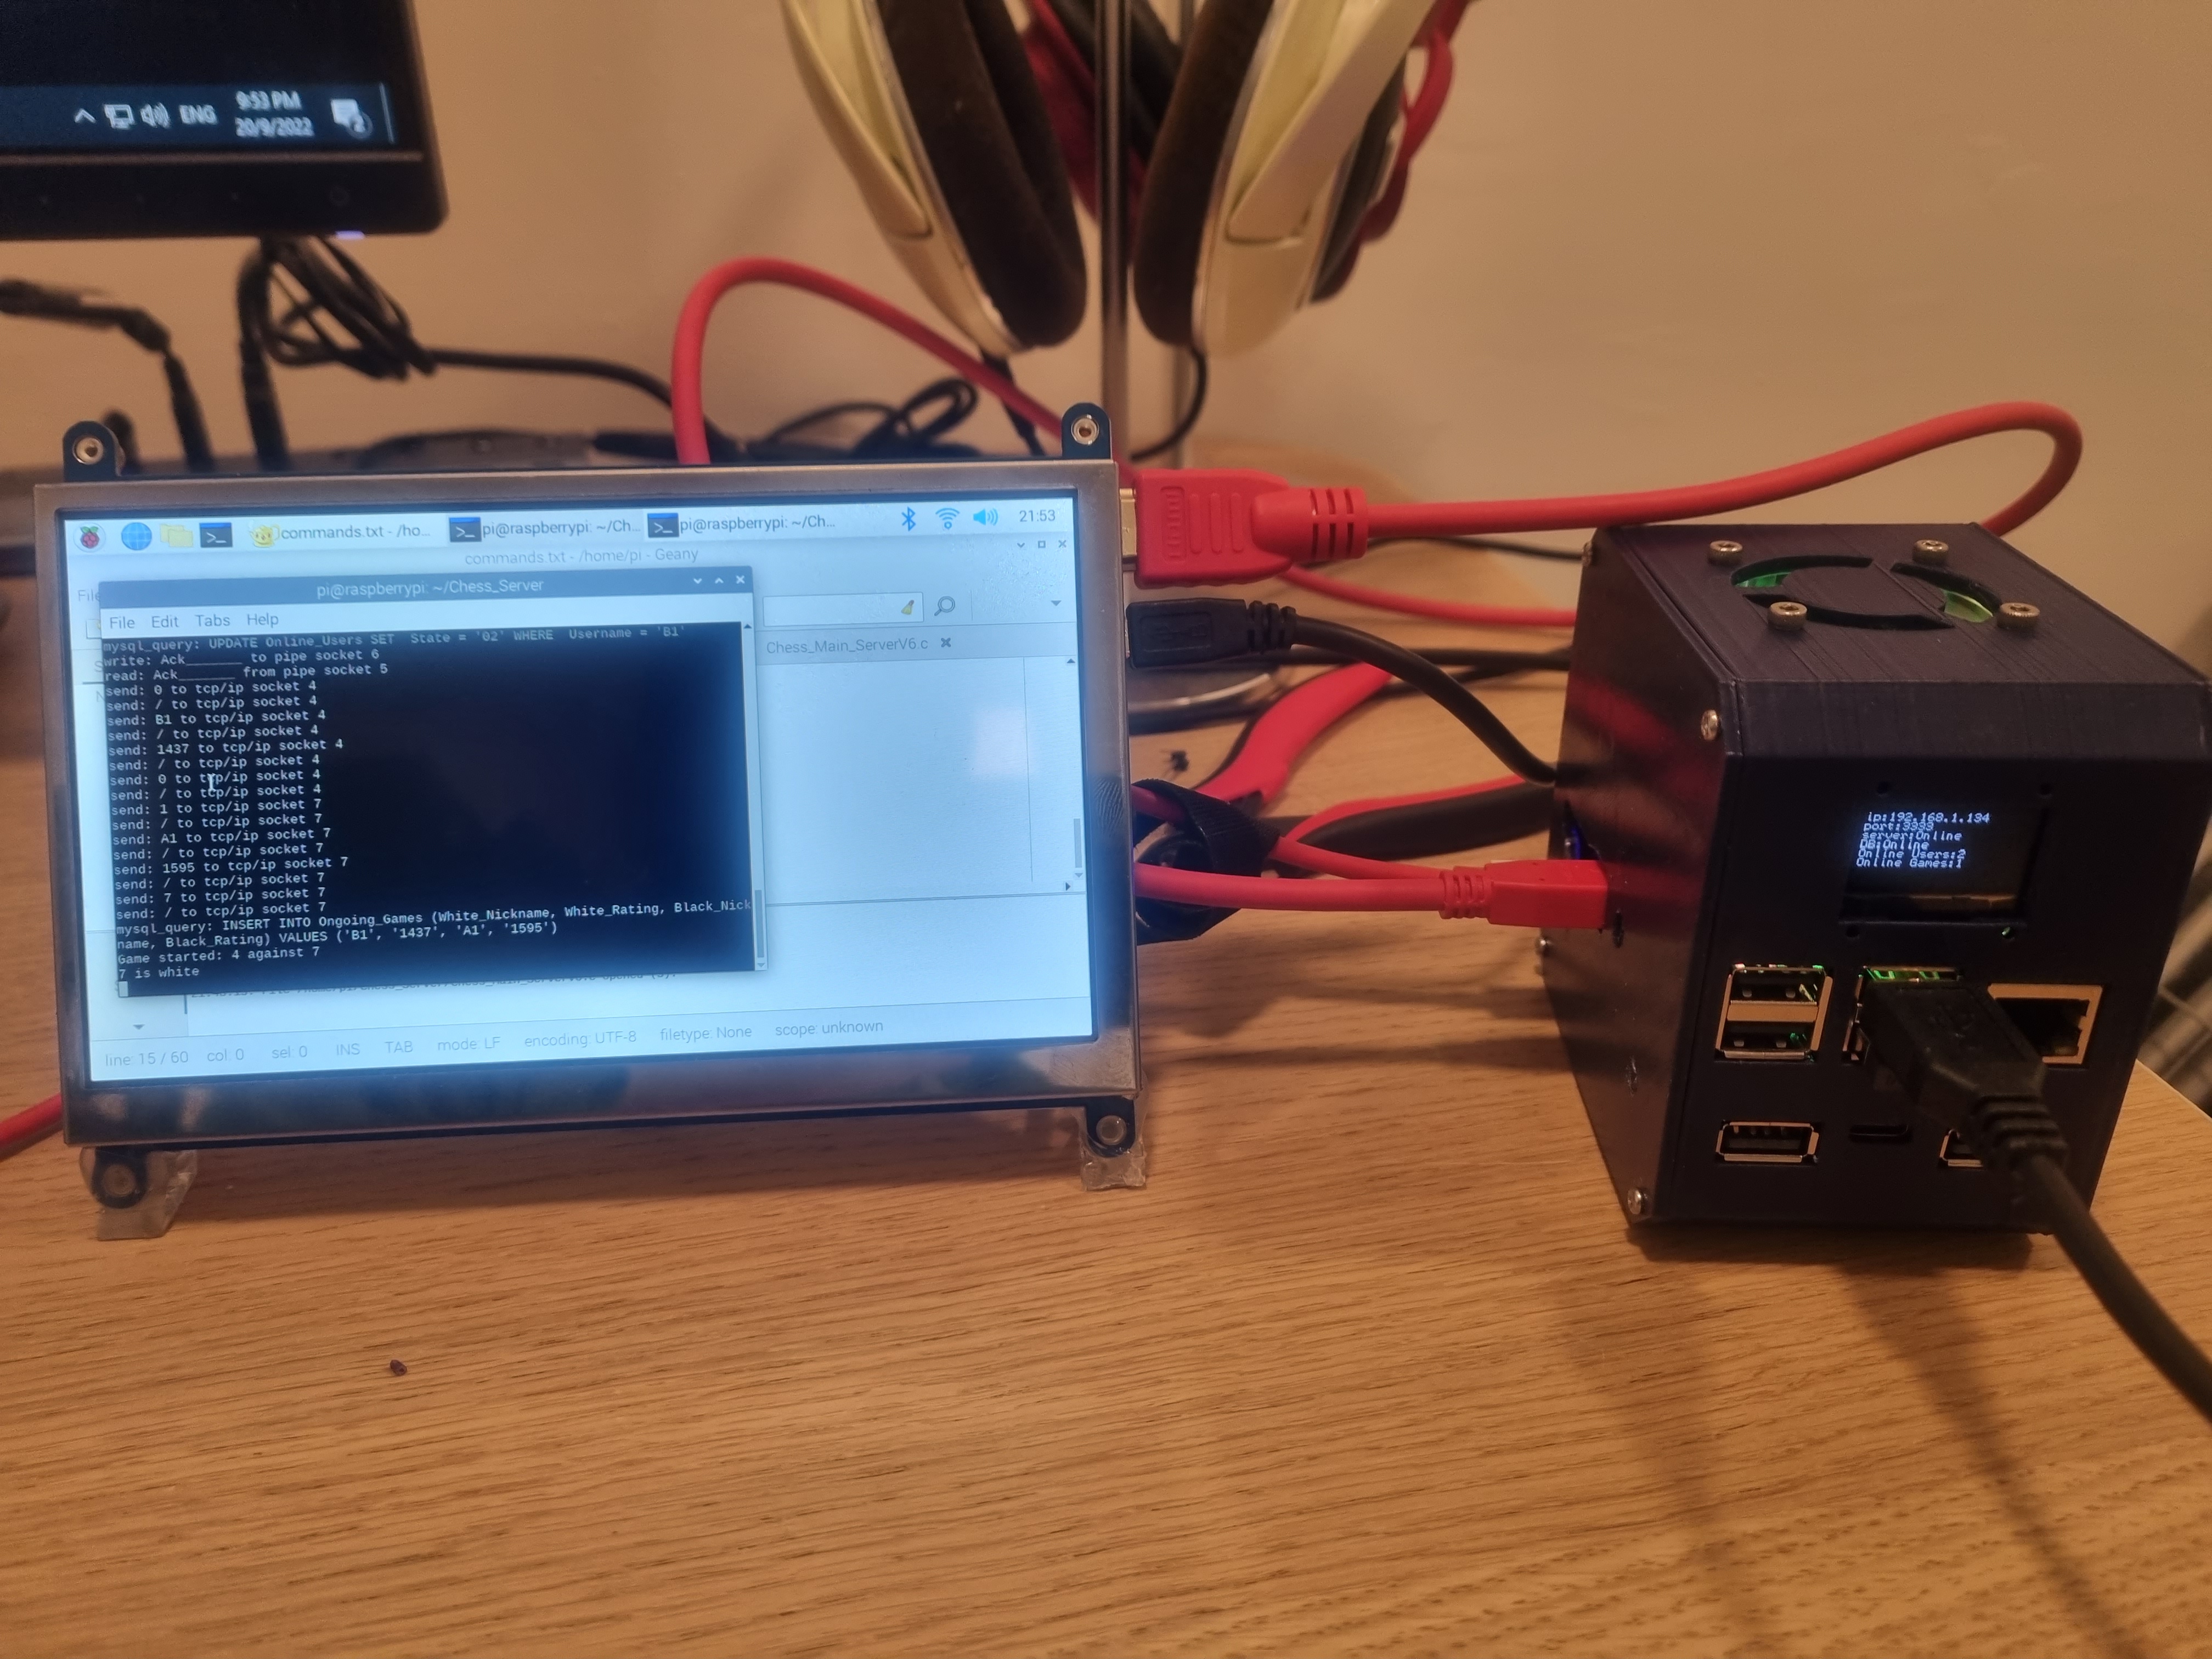 ENG
9:53 PM
20/9/2022
commands.txt - /ho...
pi@raspberrypi: ~/Ch...
pi@raspberrypi: ~/Ch...
21:53
commands.txt - /home/pi - Geany
pi@raspberrypi: ~/Chess_Server
File Edit Tabs Help
Chess_Main_ServerV6.c
mysql_query: UPDATE Online_Users SET  State = '02' WHERE  Username = 'B1'
write: Ack_______ to pipe socket 6
read: Ack_______ from pipe socket 5
send: 0 to tcp/ip socket 4
send: / to tcp/ip socket 4
send: B1 to tcp/ip socket 4
send: / to tcp/ip socket 4
send: 1437 to tcp/ip socket 4
send: / to tcp/ip socket 4
send: 0 to tcp/ip socket 4
send: / to tcp/ip socket 4
send: 1 to tcp/ip socket 7
send: / to tcp/ip socket 7
send: A1 to tcp/ip socket 7
send: / to tcp/ip socket 7
send: 1595 to tcp/ip socket 7
send: / to tcp/ip socket 7
send: 7 to tcp/ip socket 7
send: / to tcp/ip socket 7
mysql_query: INSERT INTO Ongoing_Games (White_Nickname, White_Rating, Black_Nick
name, Black_Rating) VALUES ('B1', '1437', 'A1', '1595')
Game started: 4 against 7
7 is white
line: 15 / 60 col: 0 sel: 0 INS TAB mode: LF encoding: UTF-8 filetype: None scope: unknown
ip:192.168.1.134
port:9999
server:Online
DB:Online
Online Users:2
Online Games:1